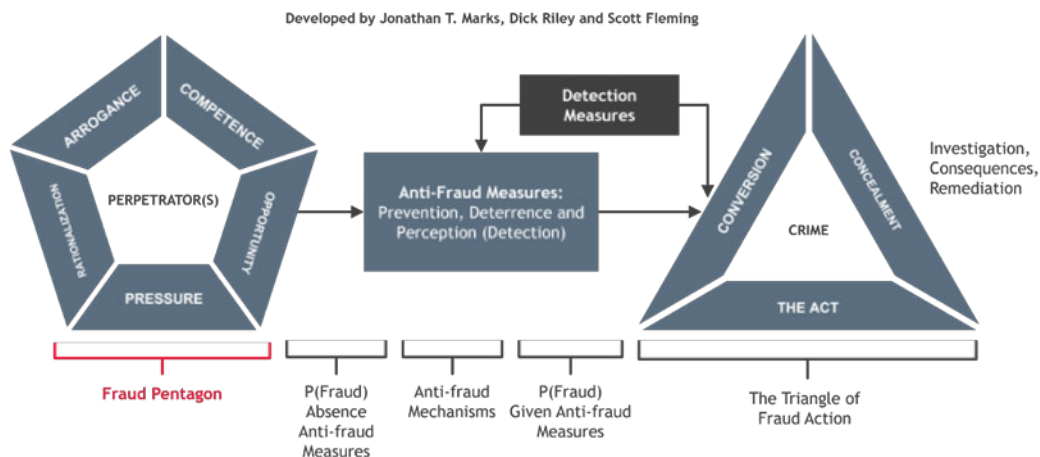 Developed by Jonathan T. Marks, Dick Riley and Scott Fleming
ARROGANCE
COMPETENCE
RATIONALIZATION
PERPETRATOR(S)
OPPORTUNITY
PRESSURE
Detection
Measures
Anti-Fraud Measures:
Prevention, Deterrence and
Perception (Detection)
CONVERSION
CONCEALMENT
CRIME
THE ACT
Investigation,
Consequences,
Remediation
Fraud Pentagon
P(Fraud)
Absence
Anti-fraud
Measures
Anti-fraud
Mechanisms
P(Fraud)
Given Anti-fraud
Measures
The Triangle of
Fraud Action